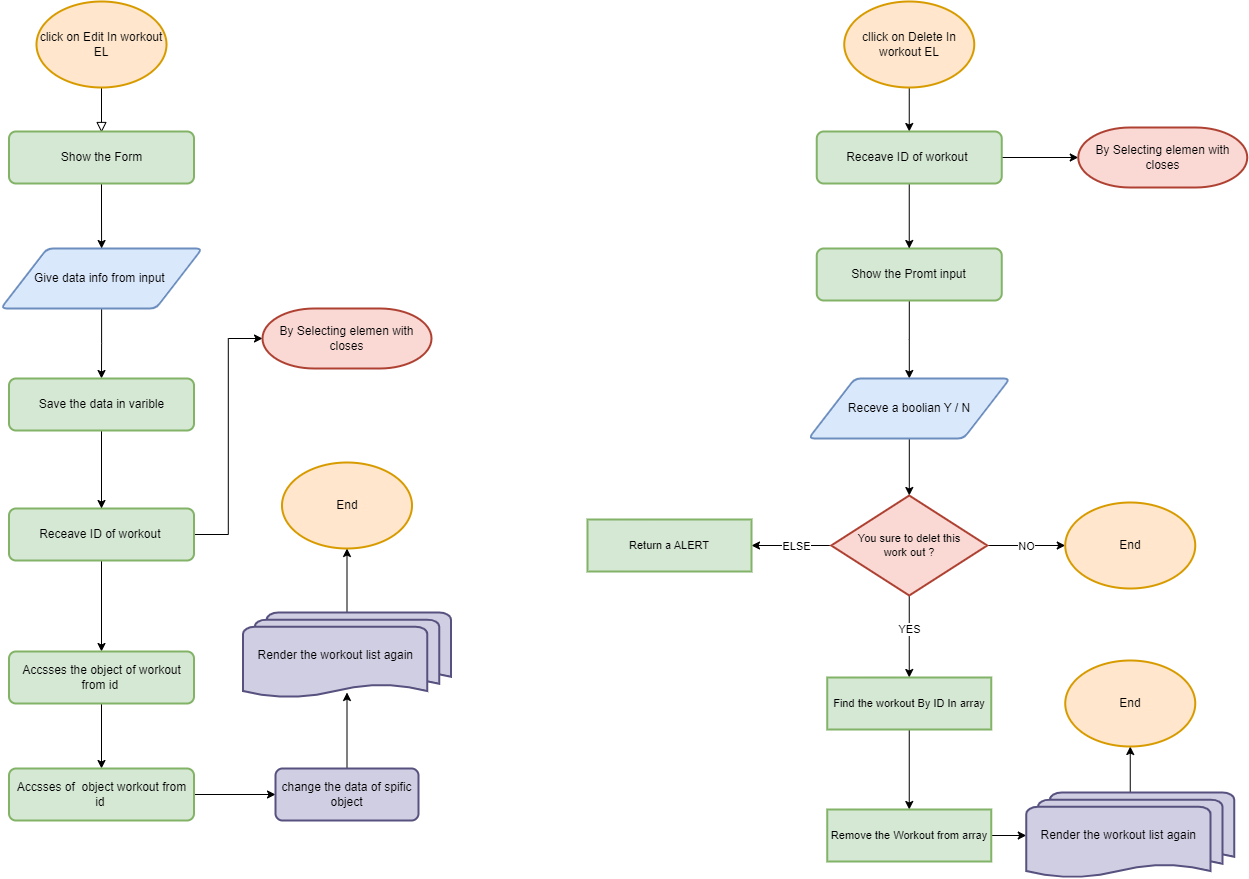 click on Edit In workout
EL
Show the Form
Give data info from input
Save the data in varible
Receave ID of workout
By Selecting elemen with
closes
Accsses the object of workout
from id
Accsses of  object workout from
id
change the data of spific
object
Render the workout list again
End
cllick on Delete In
workout EL
Receave ID of workout
By Selecting elemen with
closes
Show the Promt input
Receve a boolian Y / N
You sure to delet this
work out ?
ELSE
Return a ALERT
NO
End
YES
Find the workout By ID In array
Remove the Workout from array
Render the workout list again
End